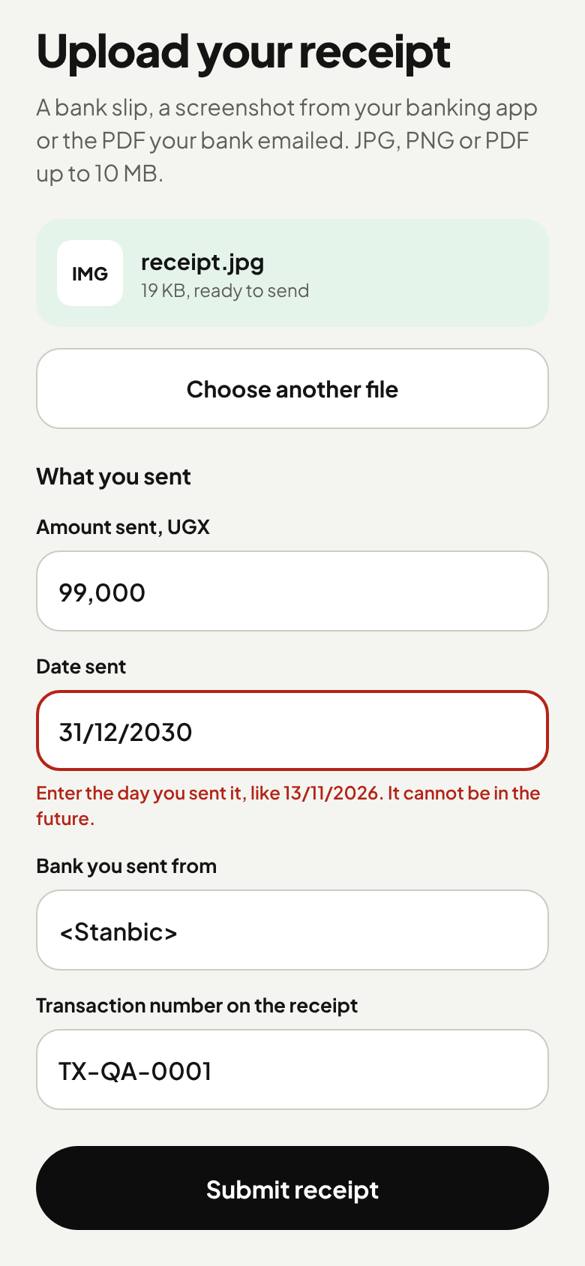 Upload your receipt
A bank slip, a screenshot from your banking app
or the PDF your bank emailed. JPG, PNG or PDF
up to 10 MB.
IMG
receipt.jpg
19 KB, ready to send
Choose another file
What you sent
Amount sent, UGX
99,000
Date sent
31/12/2030
Enter the day you sent it, like 13/11/2026. It cannot be in the
future.
Bank you sent from
<Stanbic>
Transaction number on the receipt
TX-QA-0001
Submit receipt